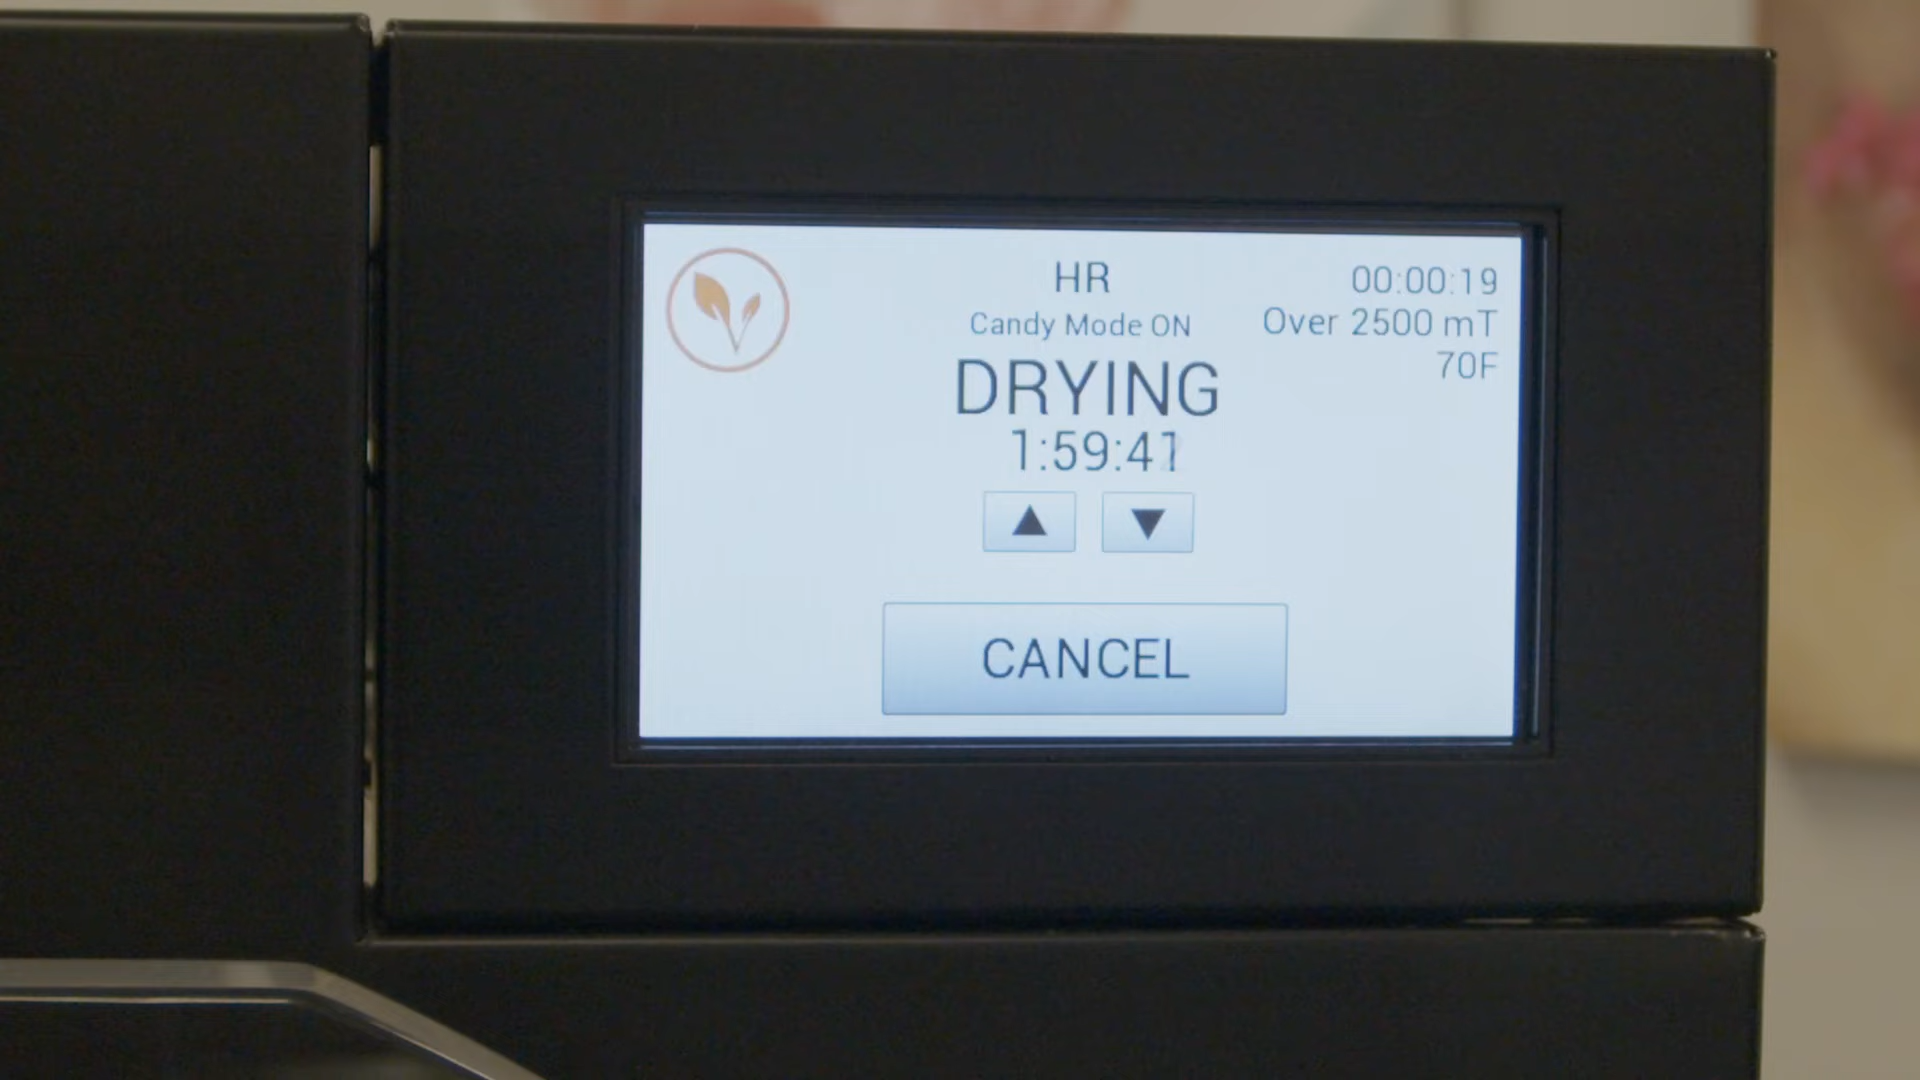 HR
00:00:19
Candy Mode ON
Over 2500 mT
70F
DRYING
1:59:41
CANCEL